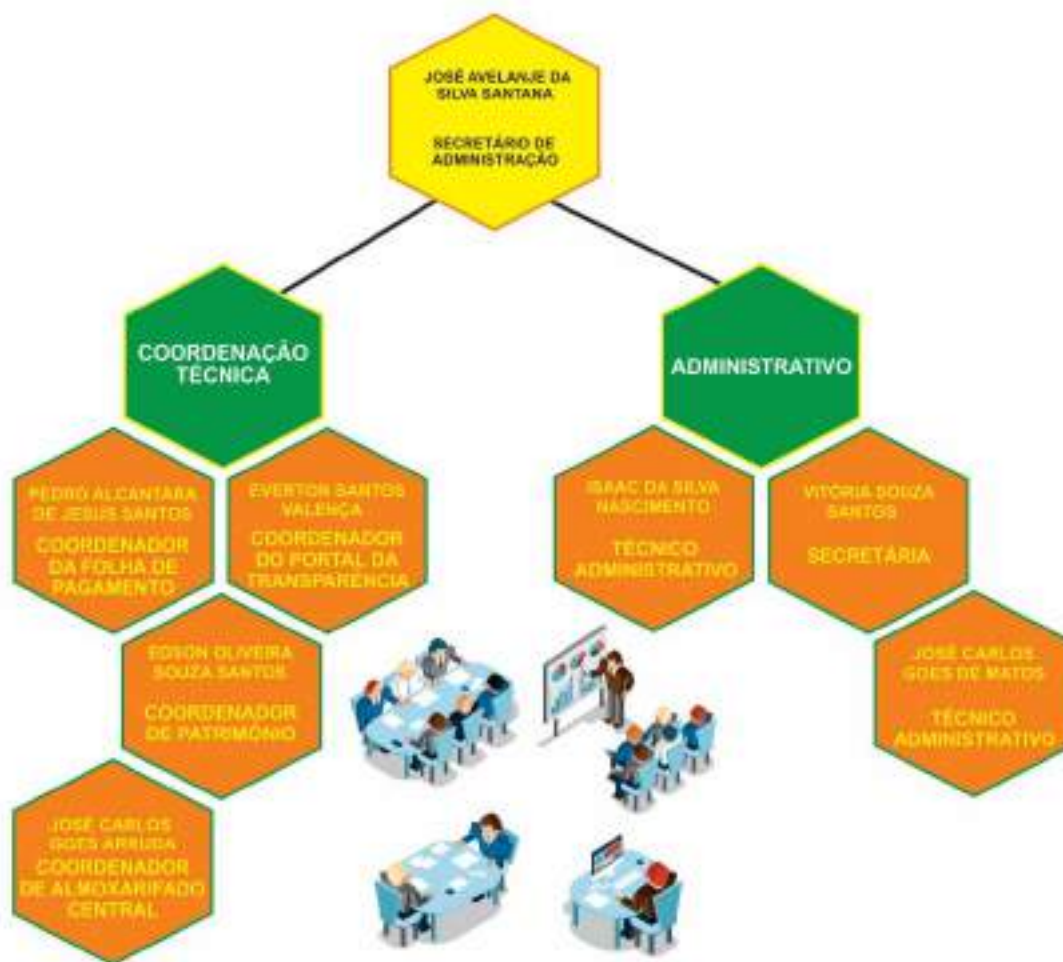 JOSÉ AVELANJE DA
SILVA SANTANA
SECRETÁRIO DE
ADMINISTRAÇÃO
COORDENAÇÃO
TÉCNICA
PEDRO ALCANTARA
DE JESUS SANTOS
COORDENADOR
DA FOLHA DE
PAGAMENTO
EVERTON SANTOS
VALENÇA
COORDENADOR
DO PORTAL DA
TRANSPARÊNCIA
EDSON OLIVEIRA
SOUZA SANTOS
COORDENADOR
DE PATRIMÔNIO
JOSÉ CARLOS
GOES ARRUDA
COORDENADOR
DE ALMOXARIFADO
CENTRAL
ADMINISTRATIVO
ISAAC DA SILVA
NASCIMENTO
TÉCNICO
ADMINISTRATIVO
VITÓRIA SOUZA
SANTOS
SECRETÁRIA
JOSÉ CARLOS
GOES DE MATOS
TÉCNICO
ADMINISTRATIVO